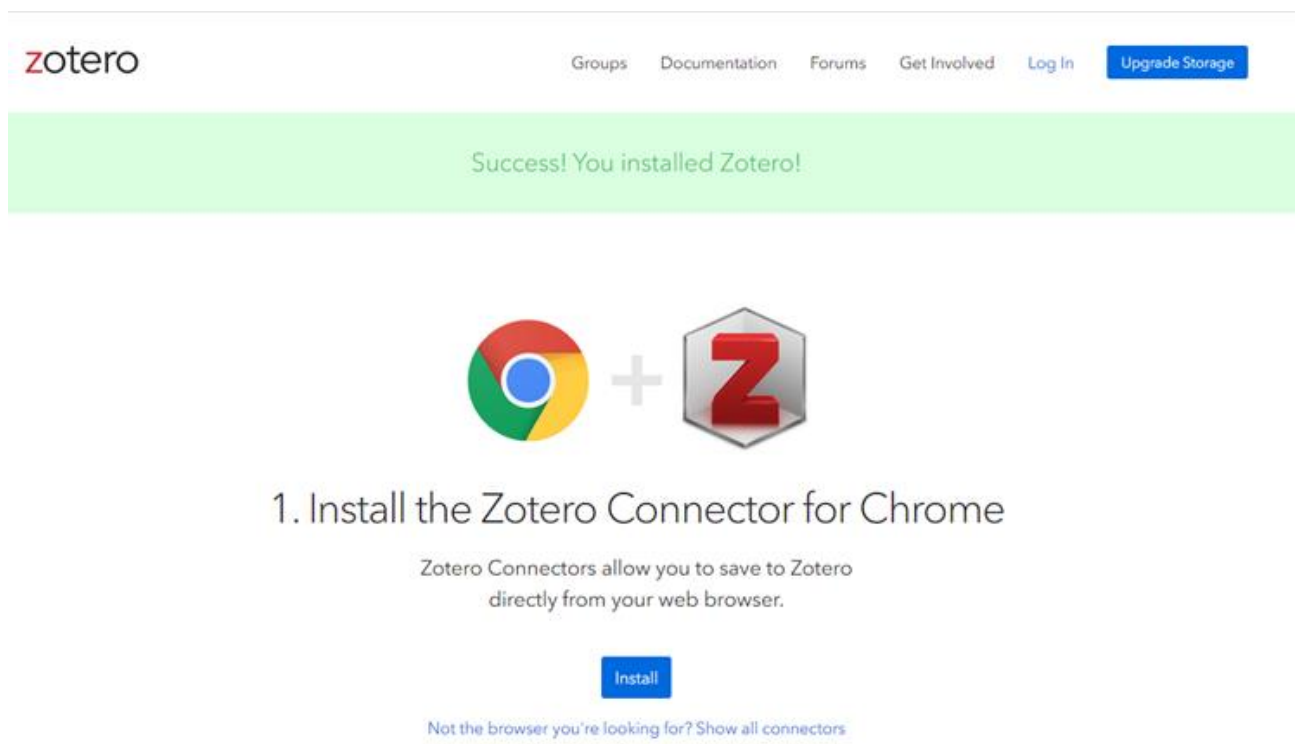 zotero
Groups Documentation Forums Get Involved Log In Upgrade Storage
Success! You installed Zotero!
Z
1. Install the Zotero Connector for Chrome
Zotero Connectors allow you to save to Zotero
directly from your web browser.
Install
Not the browser you're looking for? Show all connectors